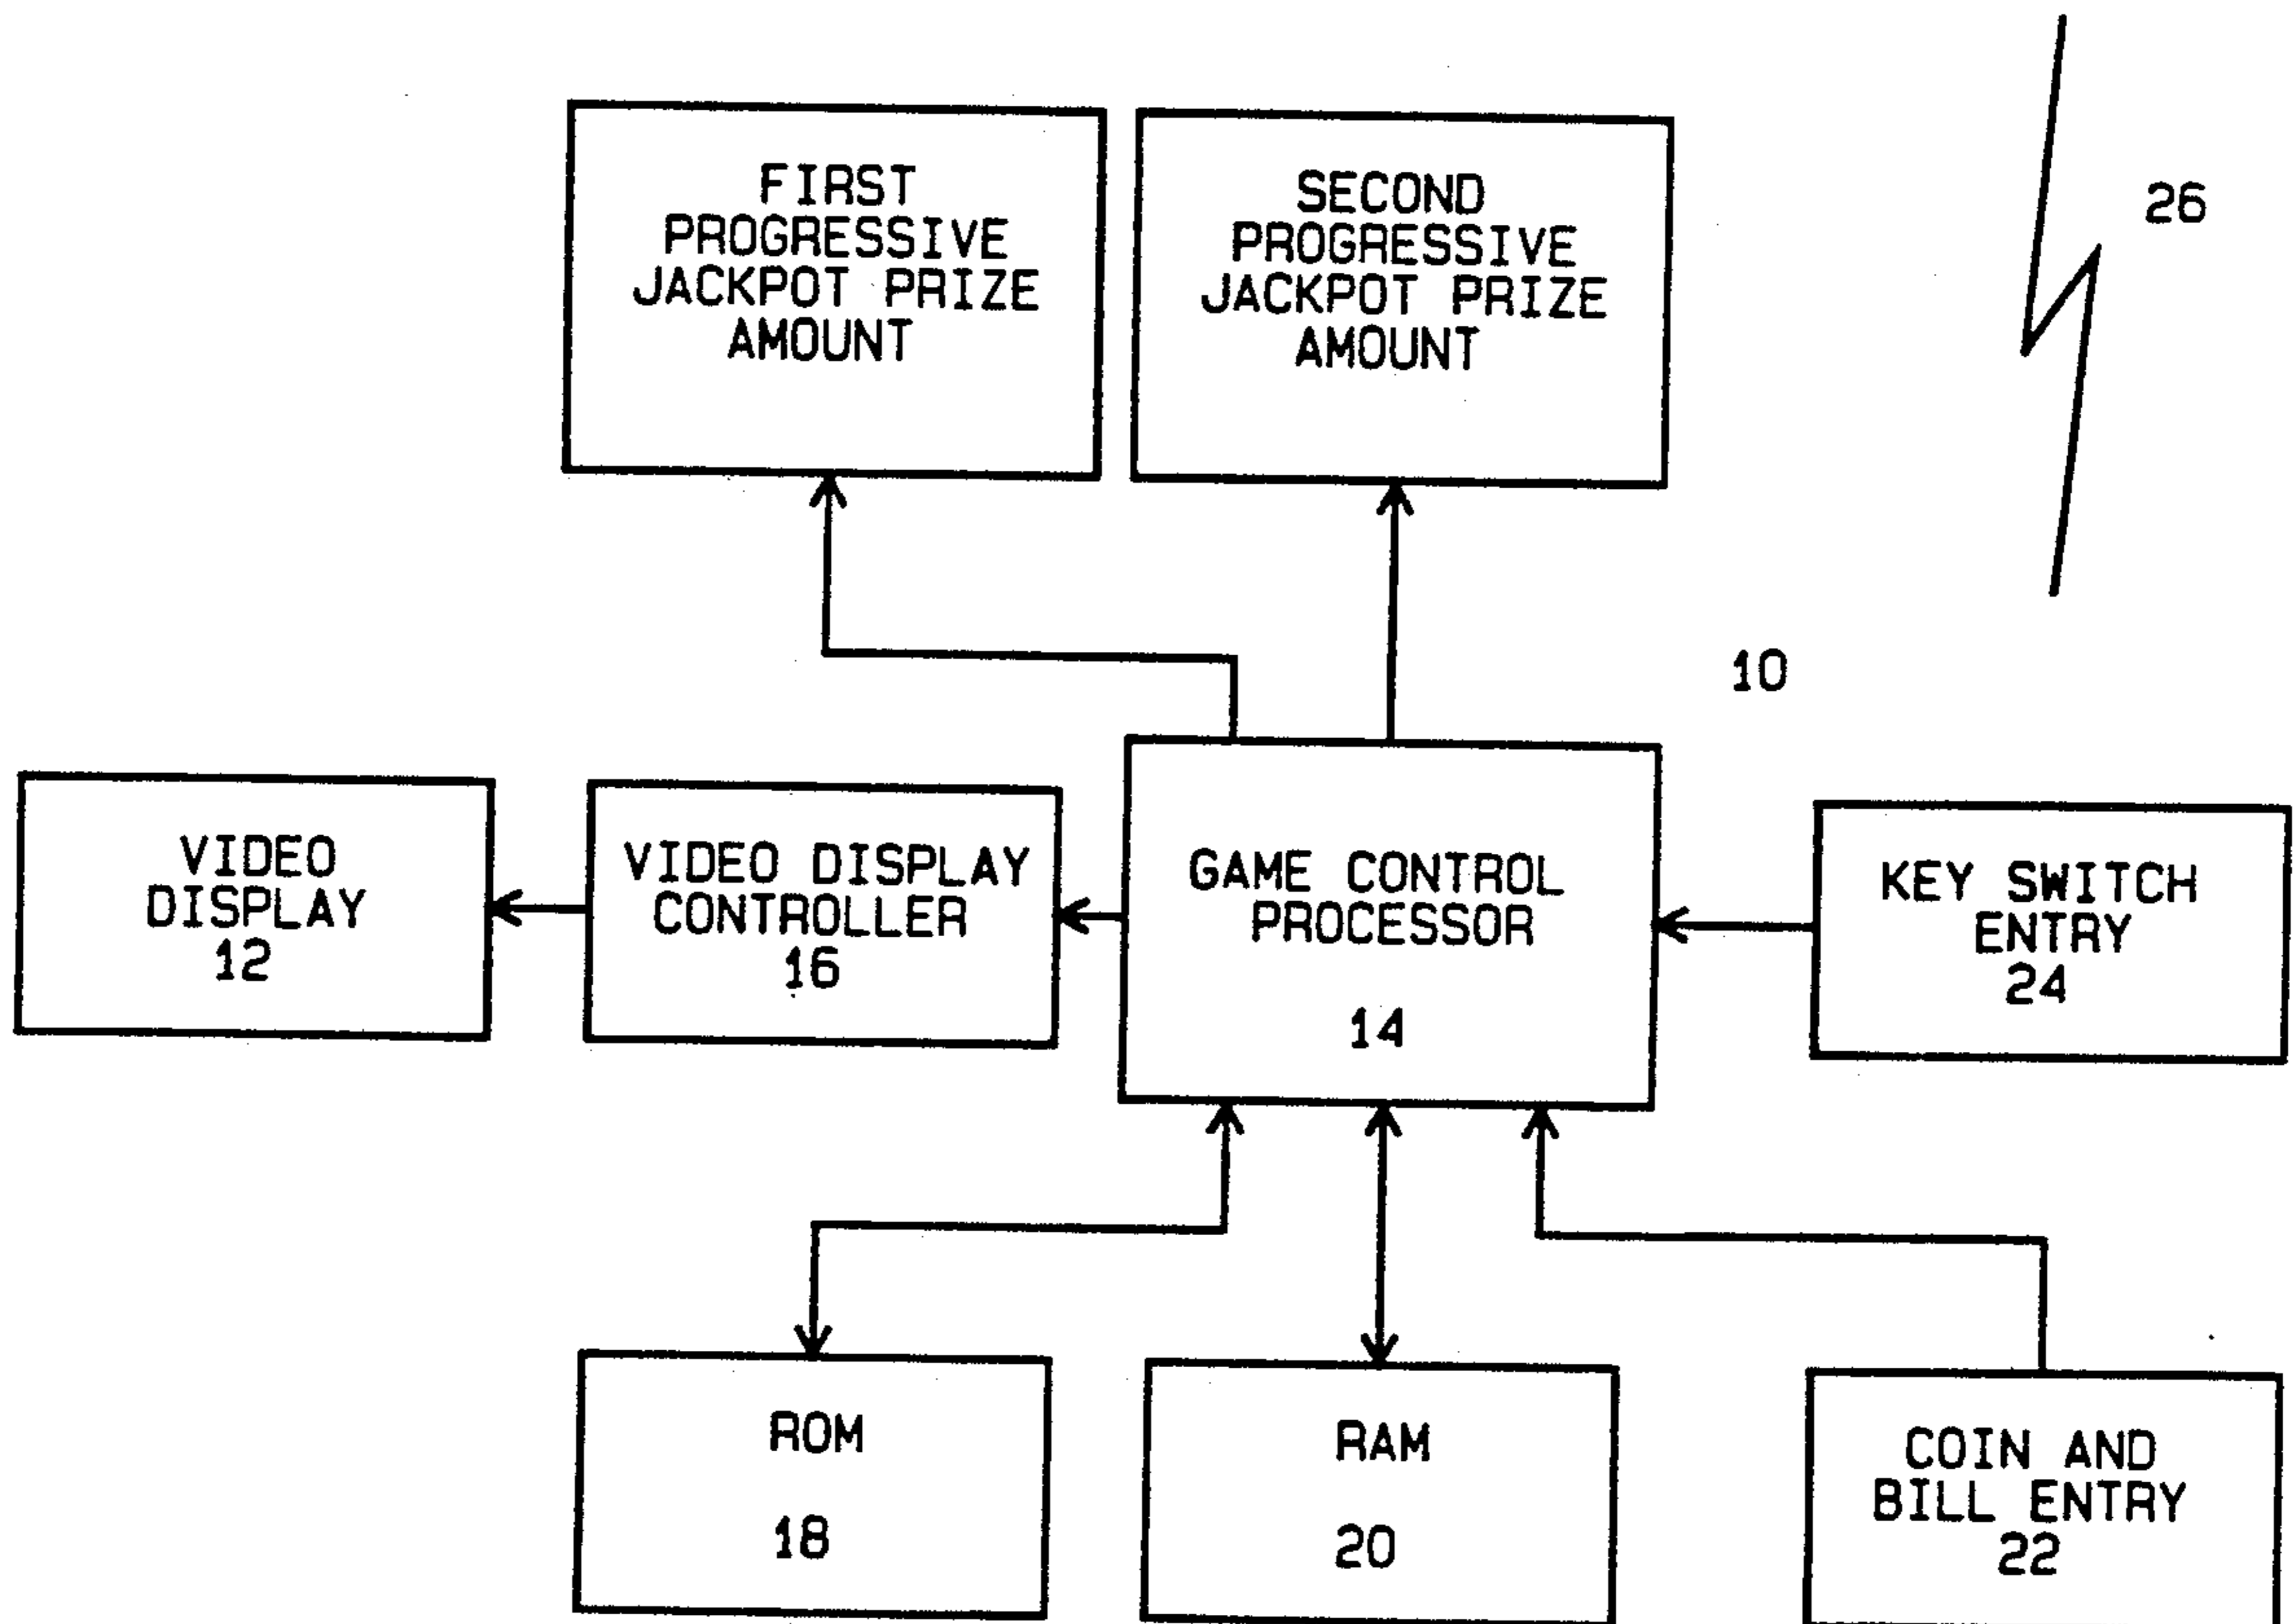 FIRST
PROGRESSIVE
JACKPOT PRIZE
AMOUNT
SECOND
PROGRESSIVE
JACKPOT PRIZE
AMOUNT
26
10
VIDEO
DISPLAY
12
VIDEO DISPLAY
CONTROLLER
16
GAME CONTROL
PROCESSOR
14
KEY SWITCH
ENTRY
24
ROM
18
RAM
20
COIN AND
BILL ENTRY
22